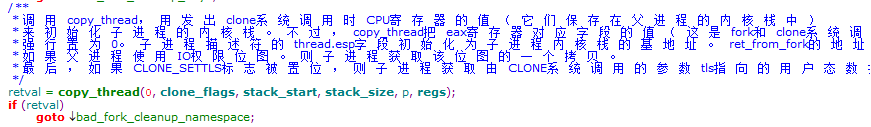 /**
*调用copy_thread，用发出clone系统调用时CPU寄存器的值（它们保存在父进程的内核栈中）
*来初始化子进程的内核栈。不过，copy_thread把eax寄存器对应字段的值（这是fork和clone系统调
*强行置为0。子进程描述符的thread.esp字段初始化为子进程内核栈的基地址。ret_from_fork的地址
*如果父进程使用IO权限位图。则子进程获取该位图的一个拷贝。
*最后，如果CLONE_SETTLS标志被置位，则子进程获取由CLONE系统调用的参数tls指向的用户态数
*/
retval = copy_thread(0, clone_flags, stack_start, stack_size, p, regs);
if (retval)
goto ↓bad_fork_cleanup_namespace;